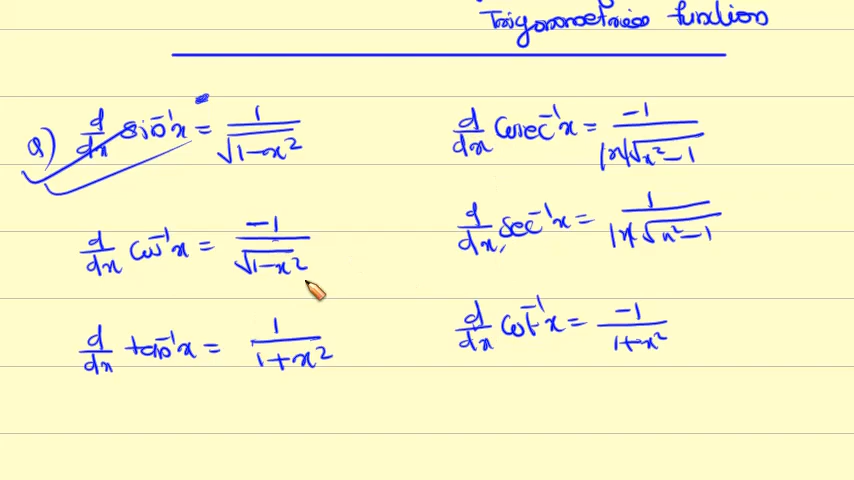 Trigonometric function
Q) d/dx sin⁻¹x = 1/√(1-x²)
d/dx cosec⁻¹x = -1/|x|√(x²-1)
d/dx cos⁻¹x = -1/√(1-x²)
d/dx sec⁻¹x = 1/|x|√(x²-1)
d/dx tan⁻¹x = 1/(1+x²)
d/dx cot⁻¹x = -1/(1+x²)